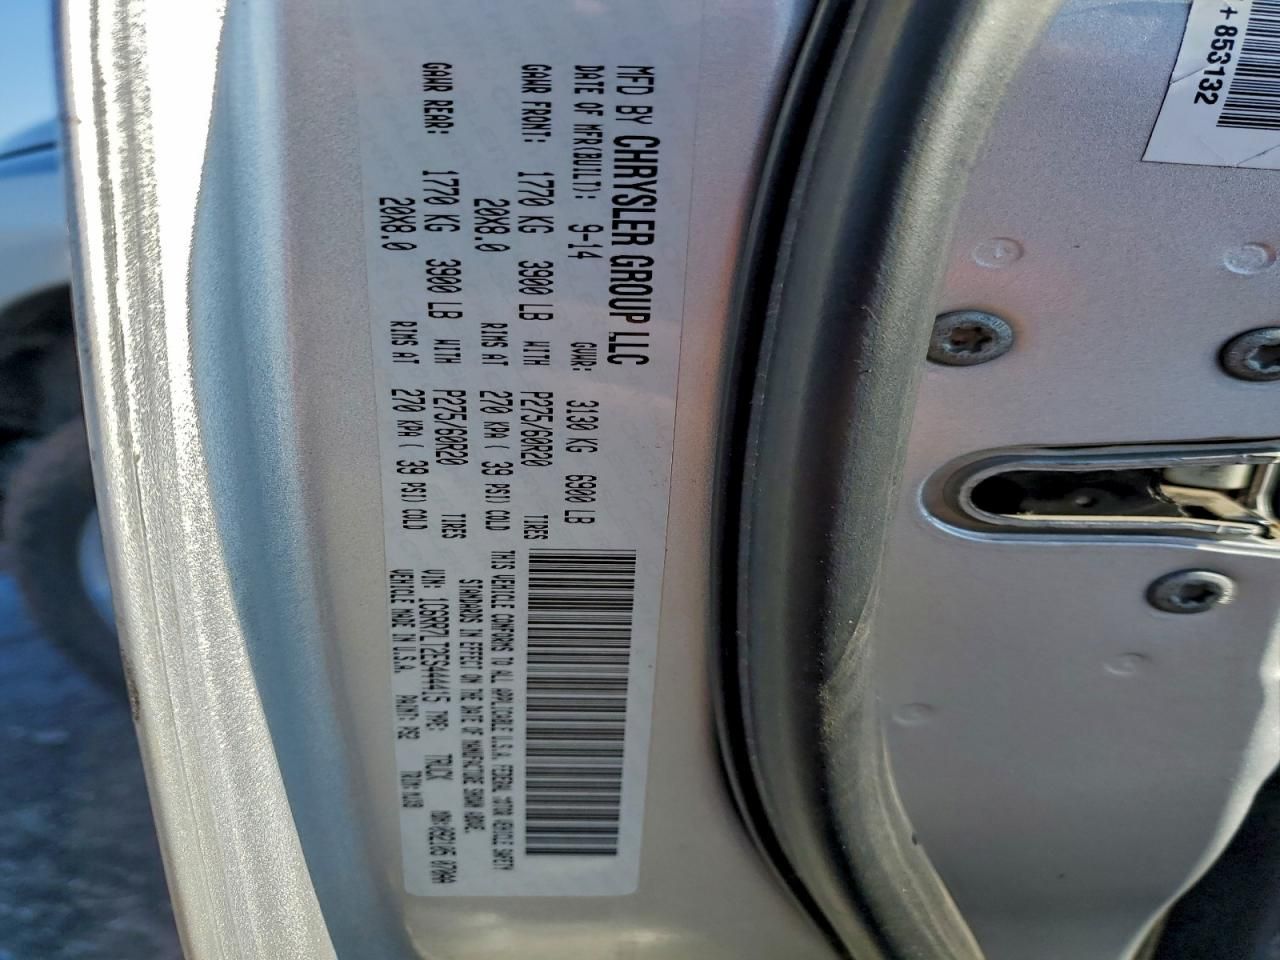 MFD BY CHRYSLER GROUP LLC
DATE OF MFR(BUILT): 9-14 GVWR: 3130 KG 6900 LB
GAWR FRONT: 1770 KG 3900 LB WITH P275/60R20 TIRES
20X8.0 RIMS AT 270 KPA( 39 PSI) COLD
GAWR REAR: 1770 KG 3900 LB WITH P275/60R20 TIRES
20X8.0 RIMS AT 270 KPA( 39 PSI) COLD
THIS VEHICLE CONFORMS TO ALL APPLICABLE U.S.A. FEDERAL MOTOR VEHICLE SAFETY
STANDARDS IN EFFECT ON THE DATE OF MANUFACTURE SHOWN ABOVE.
VIN: 1C6RR7LT2ES444415 TYPE: TRUCK
VEHICLE MADE IN U.S.A. PAINT: PS2 TRIM:
+ 853132